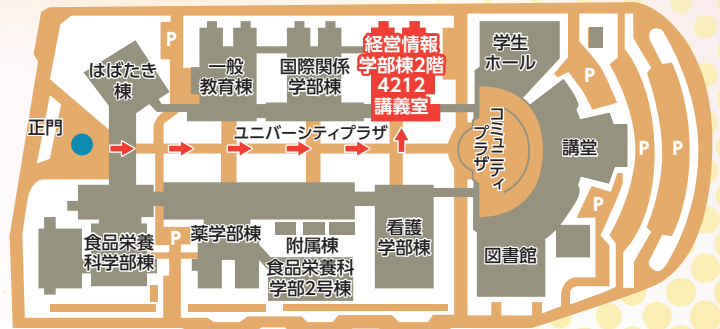 経営情報
学部棟2階
4212
講義室
学生
ホール
P
一般
教育棟
国際関係
学部棟
はばたき
棟
P
正門
ユニバーシティプラザ
コミュニティ
プラザ
講堂
P
P
P
食品栄養
科学部棟
P
薬学部棟
附属棟
食品栄養科
学部2号棟
看護
学部棟
図書館